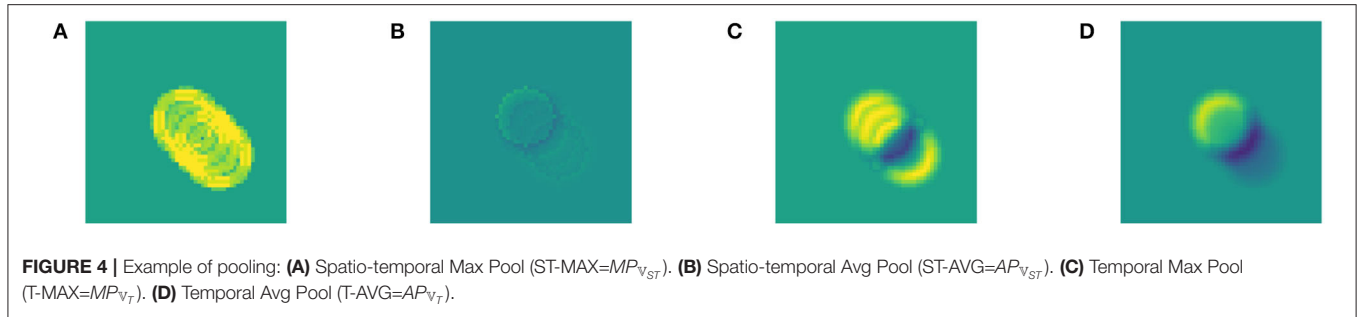 A B C D
FIGURE 4 | Example of pooling: (A) Spatio-temporal Max Pool (ST-MAX=MP𝕍ST). (B) Spatio-temporal Avg Pool (ST-AVG=AP𝕍ST). (C) Temporal Max Pool
(T-MAX=MP𝕍T). (D) Temporal Avg Pool (T-AVG=AP𝕍T).